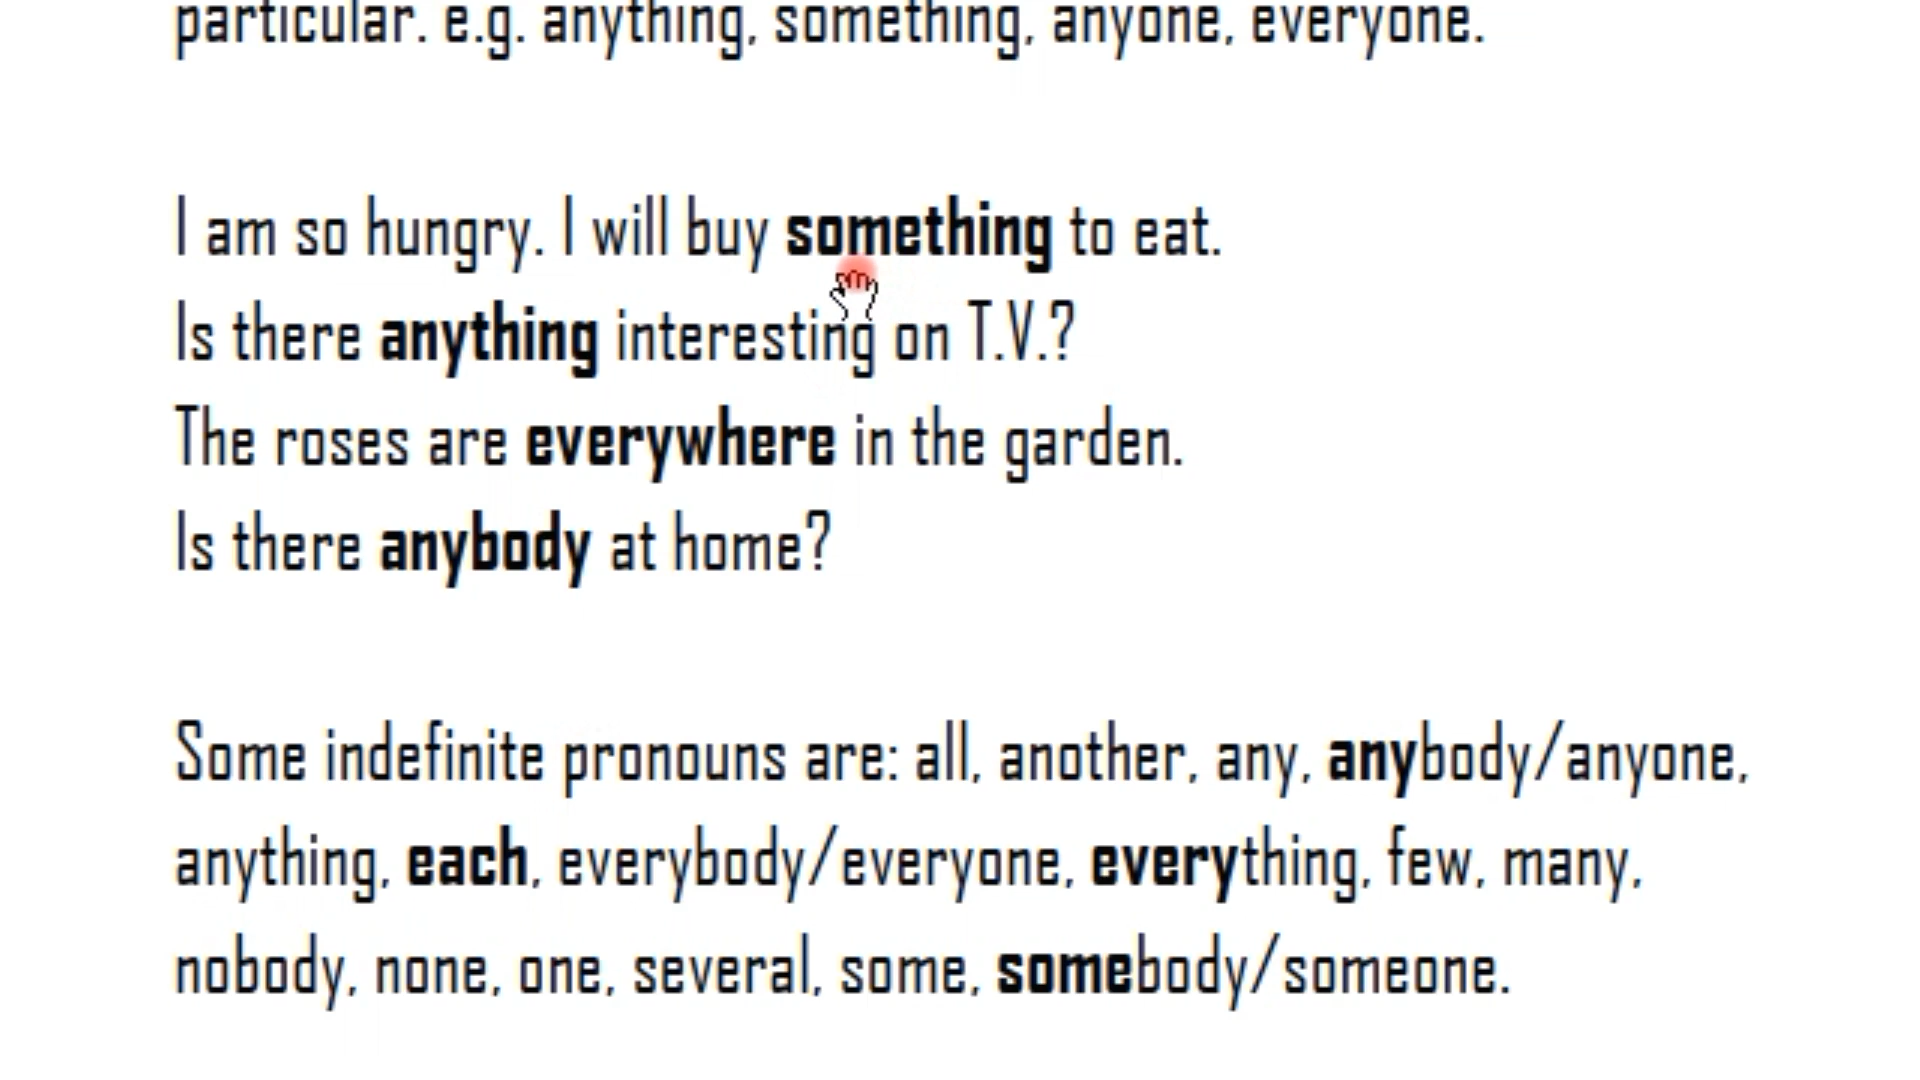 particular. e.g. anything, something, anyone, everyone.
I am so hungry. I will buy something to eat.
Is there anything interesting on T.V.?
The roses are everywhere in the garden.
Is there anybody at home?
Some indefinite pronouns are: all, another, any, anybody/anyone,
anything, each, everybody/everyone, everything, few, many,
nobody, none, one, several, some, somebody/someone.